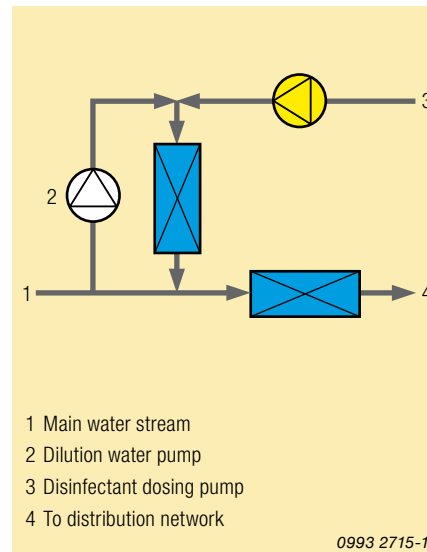 3
2
1
4
1 Main water stream
2 Dilution water pump
3 Disinfectant dosing pump
4 To distribution network
0993 2715-1